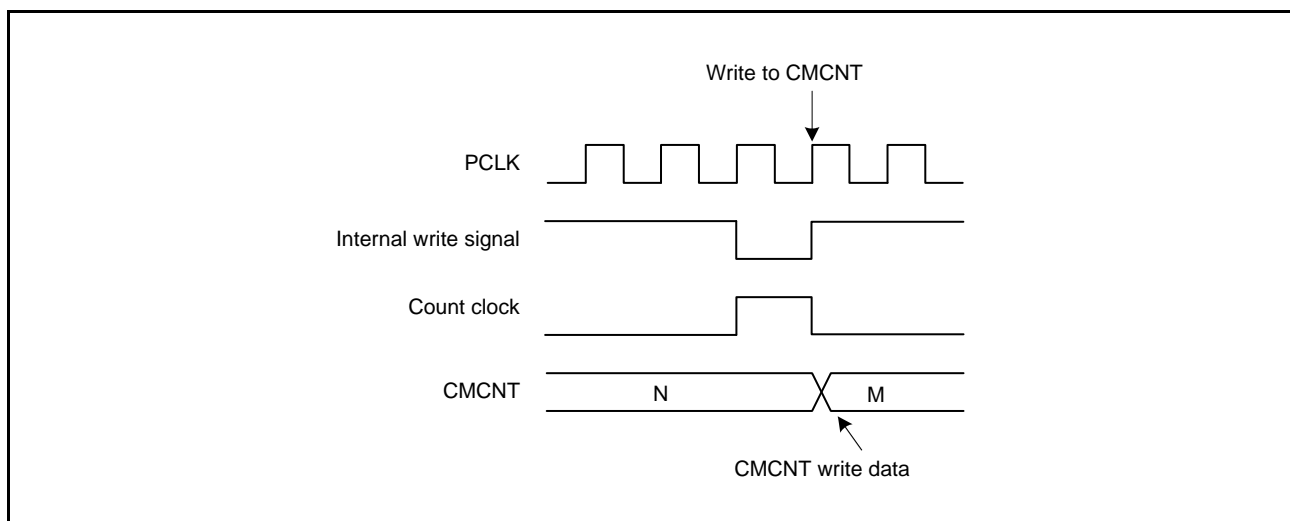 Write to CMCNT
PCLK
Internal write signal
Count clock
CMCNT
N
M
CMCNT write data